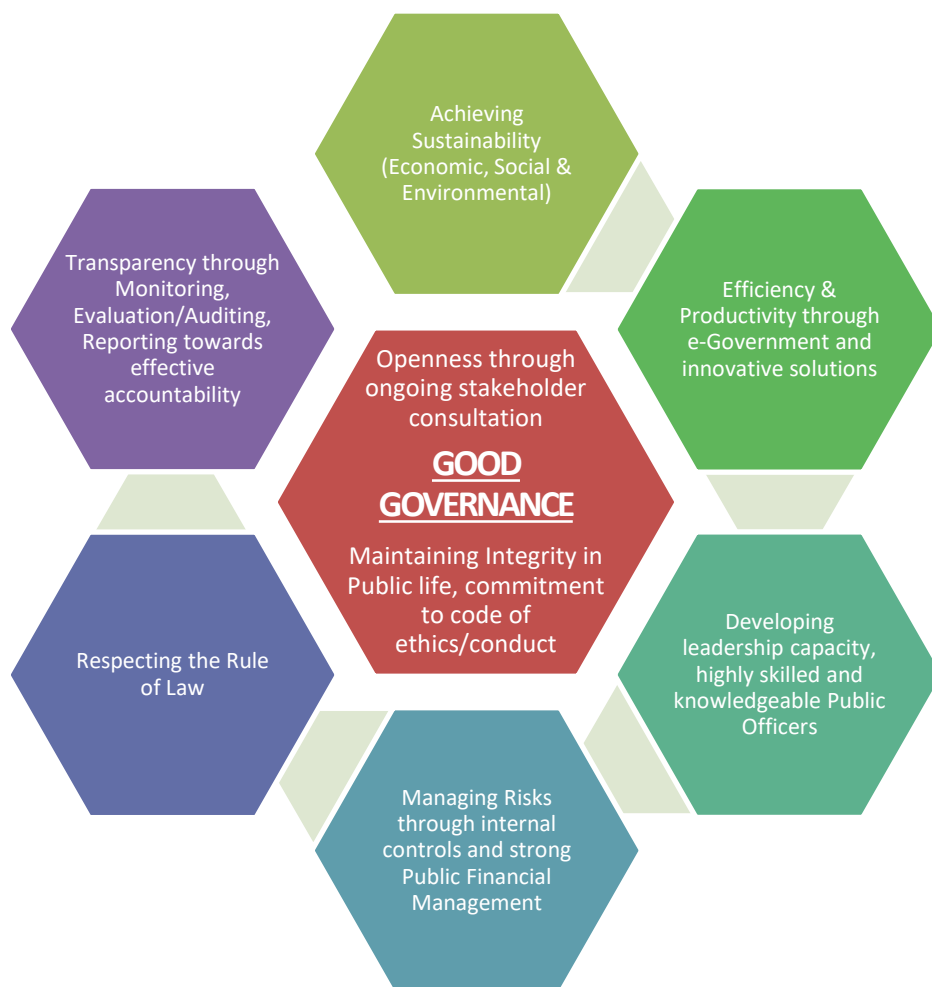 Achieving
Sustainability
(Economic, Social &
Environmental)
Efficiency &
Productivity through
e-Government and
innovative solutions
Developing
leadership capacity,
highly skilled and
knowledgeable Public
Officers
Managing Risks
through internal
controls and strong
Public Financial
Management
Respecting the Rule
of Law
Transparency through
Monitoring,
Evaluation/Auditing,
Reporting towards
effective
accountability
Openness through
ongoing stakeholder
consultation
GOOD
GOVERNANCE
Maintaining Integrity in
Public life, commitment
to code of
ethics/conduct